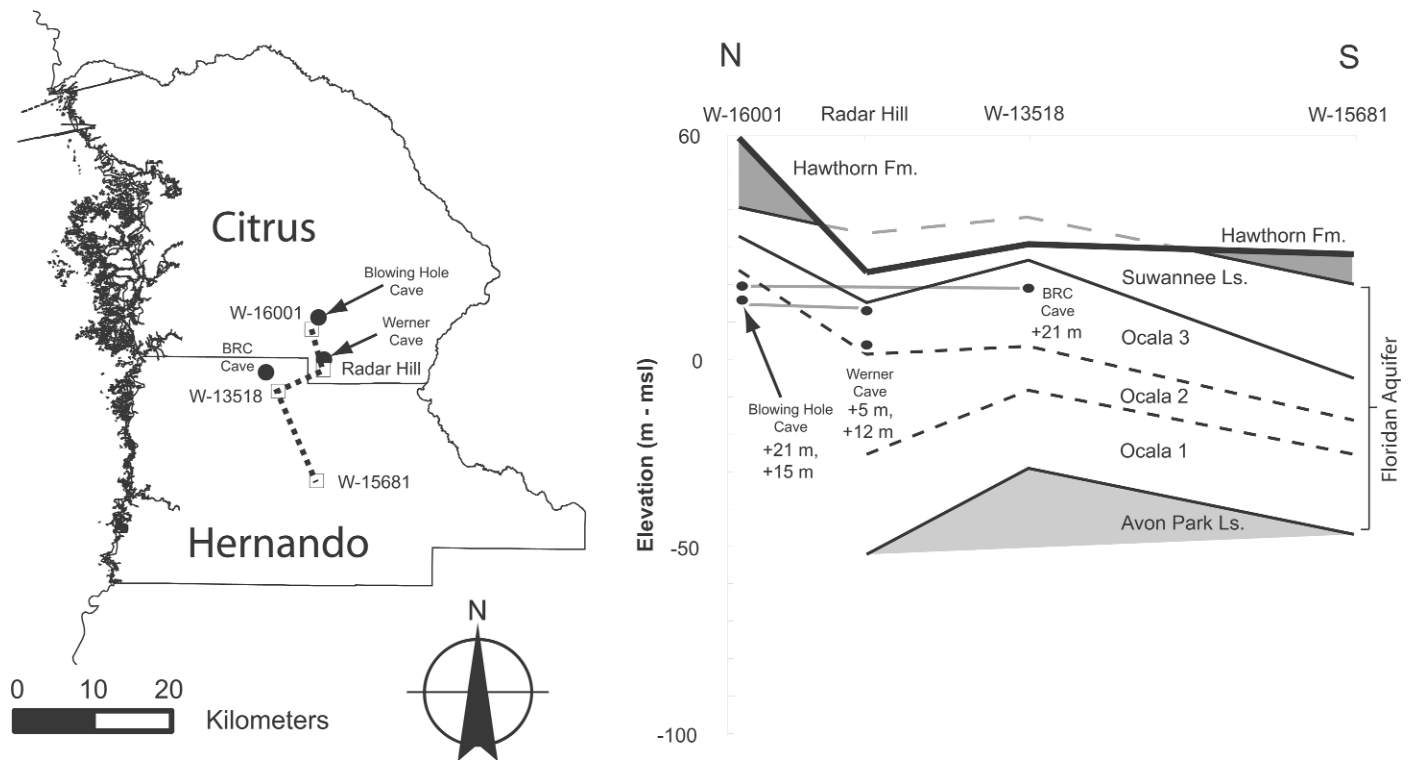 Citrus
Blowing Hole
Cave
W-16001
Werner
Cave
BRC
Cave
Radar Hill
W-13518
W-15681
Hernando
N
0 10 20
Kilometers
N S
W-16001 Radar Hill W-13518 W-15681
60
Hawthorn Fm.
Hawthorn Fm.
Suwannee Ls.
BRC
Cave
+21 m
Ocala 3
0
Werner
Cave
+5 m,
+12 m
Blowing Hole
Cave
+21 m,
+15 m
Ocala 2
Ocala 1
Avon Park Ls.
Floridan Aquifer
Elevation (m - msl)
-50
-100